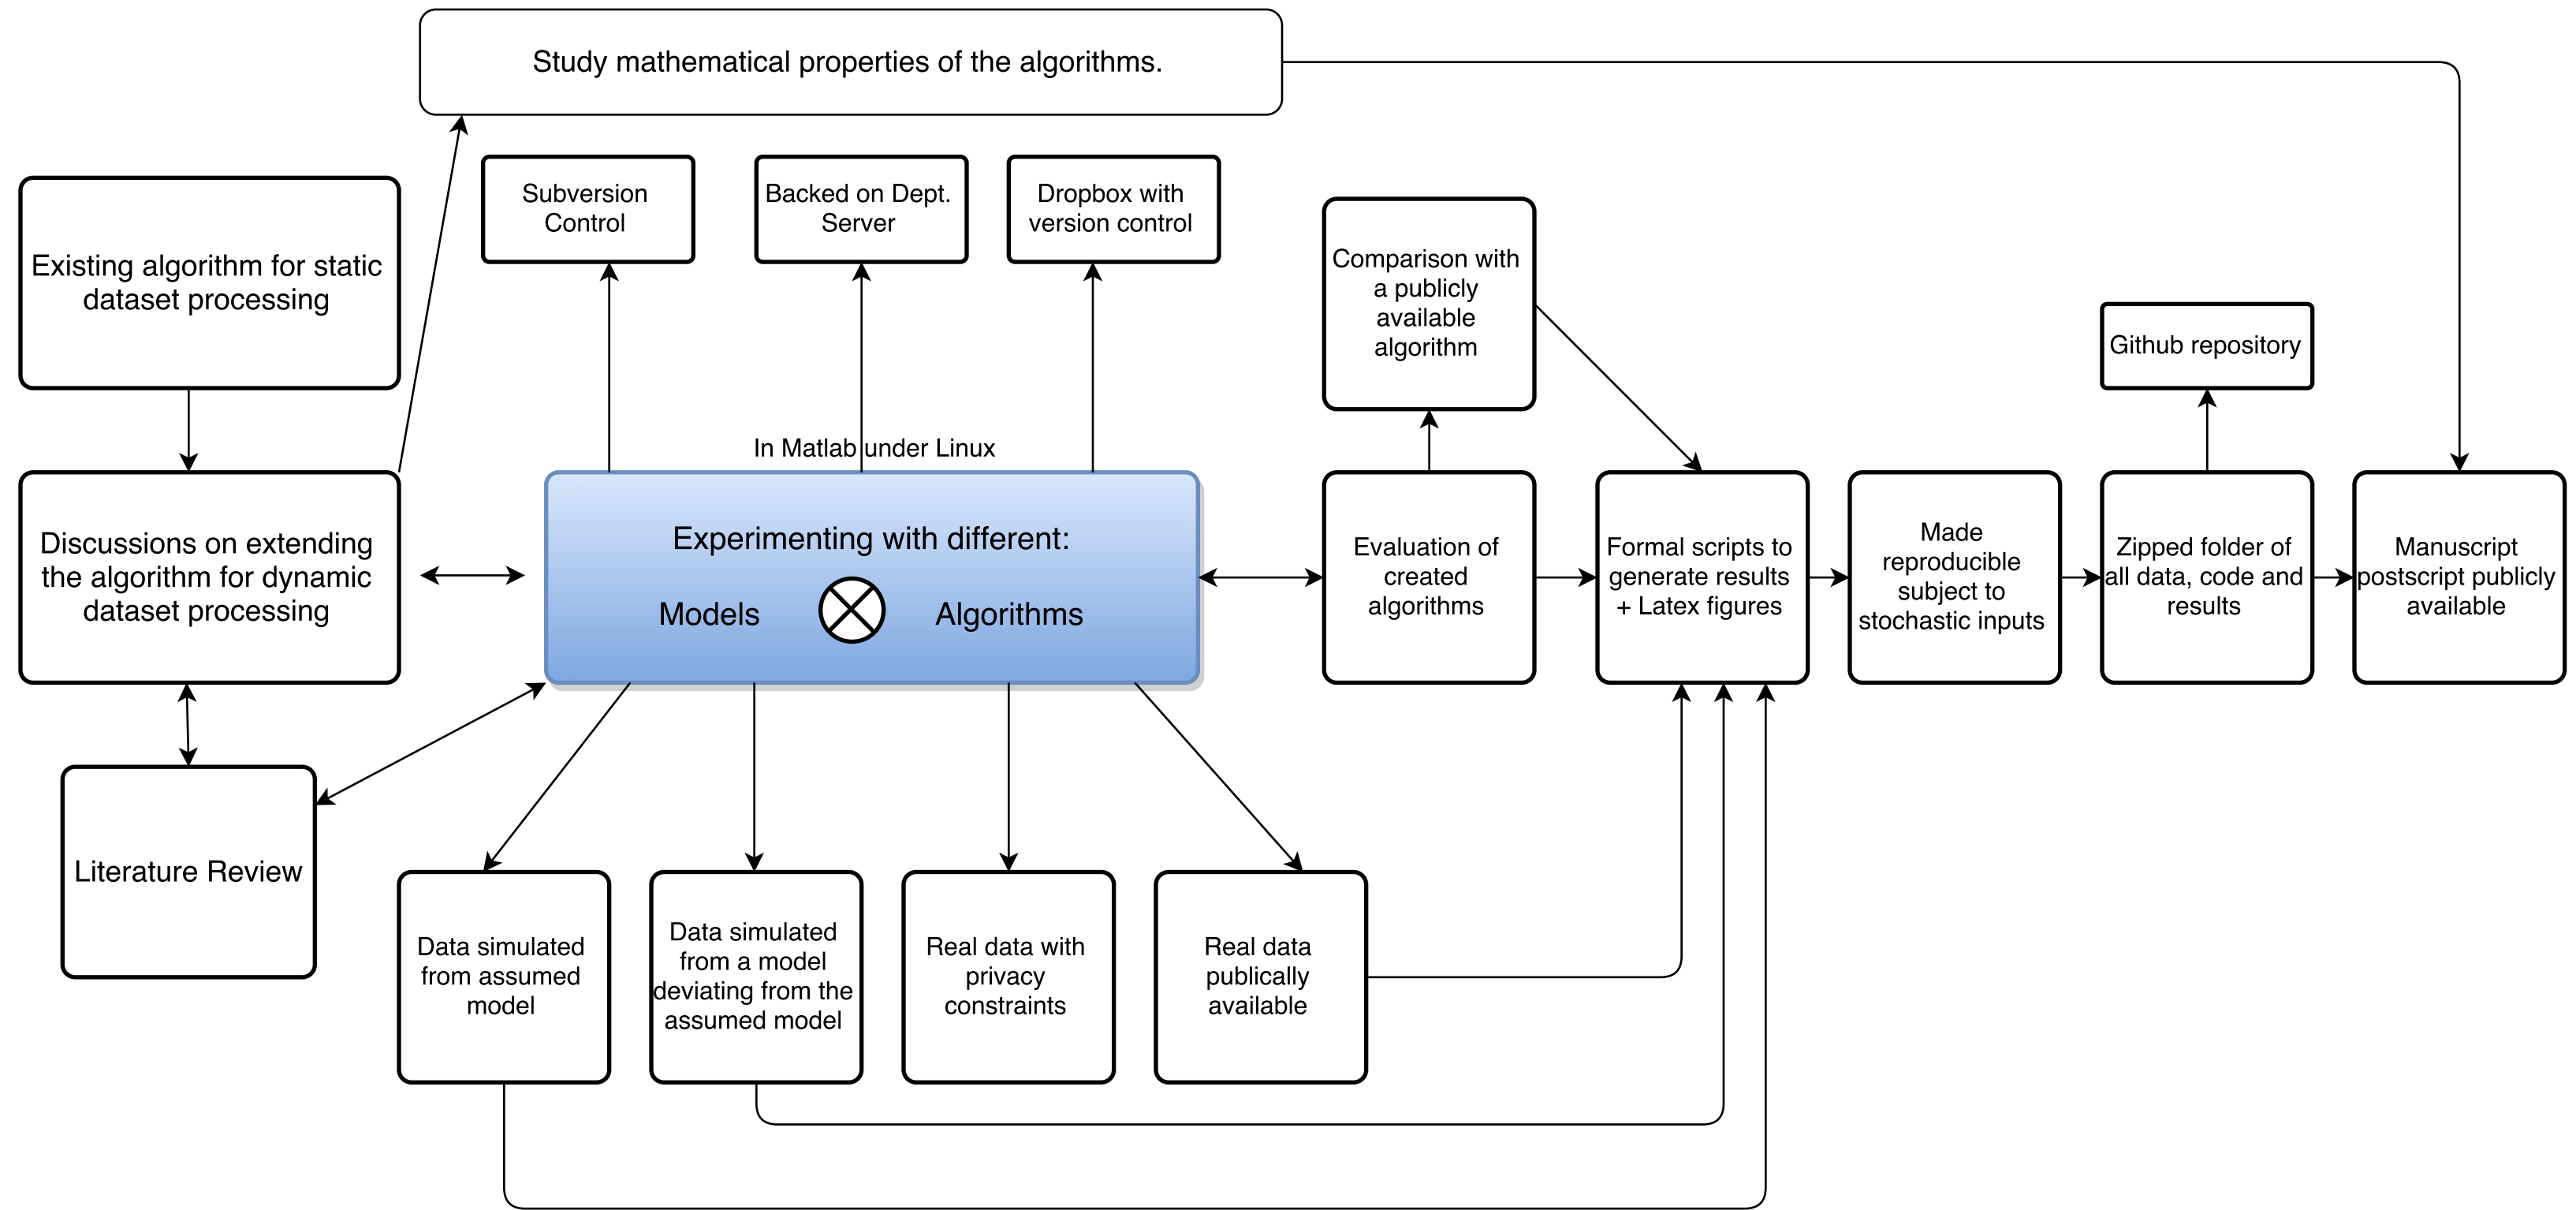 Study mathematical properties of the algorithms.
Subversion
Control
Backed on Dept.
Server
Dropbox with
version control
Existing algorithm for static
dataset processing
Comparison with
a publicly
available
algorithm
Github repository
In Matlab under Linux
Discussions on extending
the algorithm for dynamic
dataset processing
Experimenting with different:
Models
Algorithms
Evaluation of
created
algorithms
Formal scripts to
generate results
+ Latex figures
Made
reproducible
subject to
stochastic inputs
Zipped folder of
all data, code and
results
Manuscript
postscript publicly
available
Literature Review
Data simulated
from assumed
model
Data simulated
from a model
deviating from the
assumed model
Real data with
privacy
constraints
Real data
publically
available